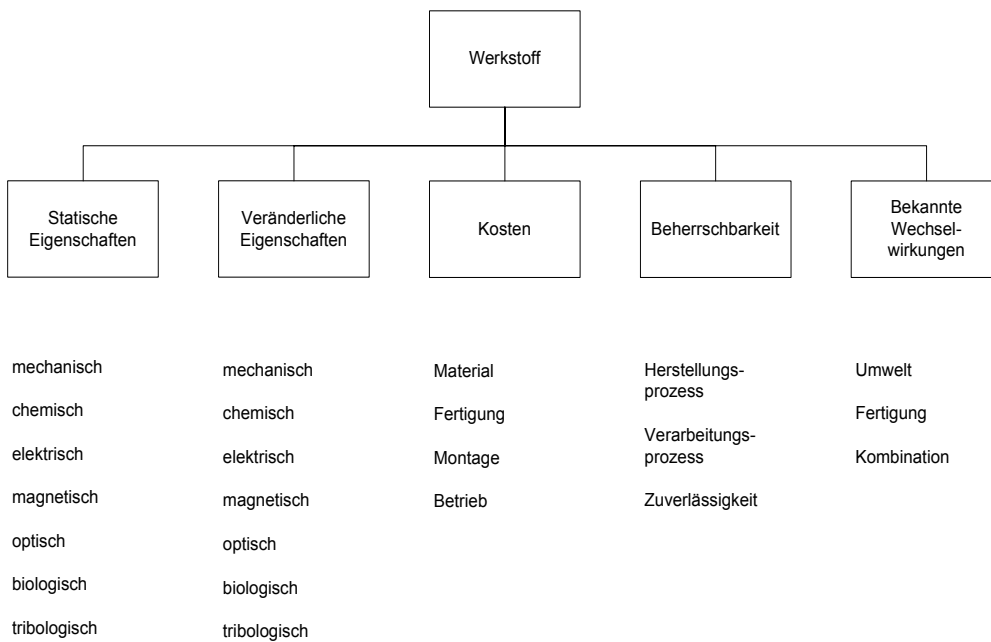 Werkstoff
Statische
Eigenschaften
Veränderliche
Eigenschaften
Kosten
Beherrschbarkeit
Bekannte
Wechsel-
wirkungen
mechanisch
chemisch
elektrisch
magnetisch
optisch
biologisch
tribologisch
mechanisch
chemisch
elektrisch
magnetisch
optisch
biologisch
tribologisch
Material
Fertigung
Montage
Betrieb
Herstellungs-
prozess
Verarbeitungs-
prozess
Zuverlässigkeit
Umwelt
Fertigung
Kombination